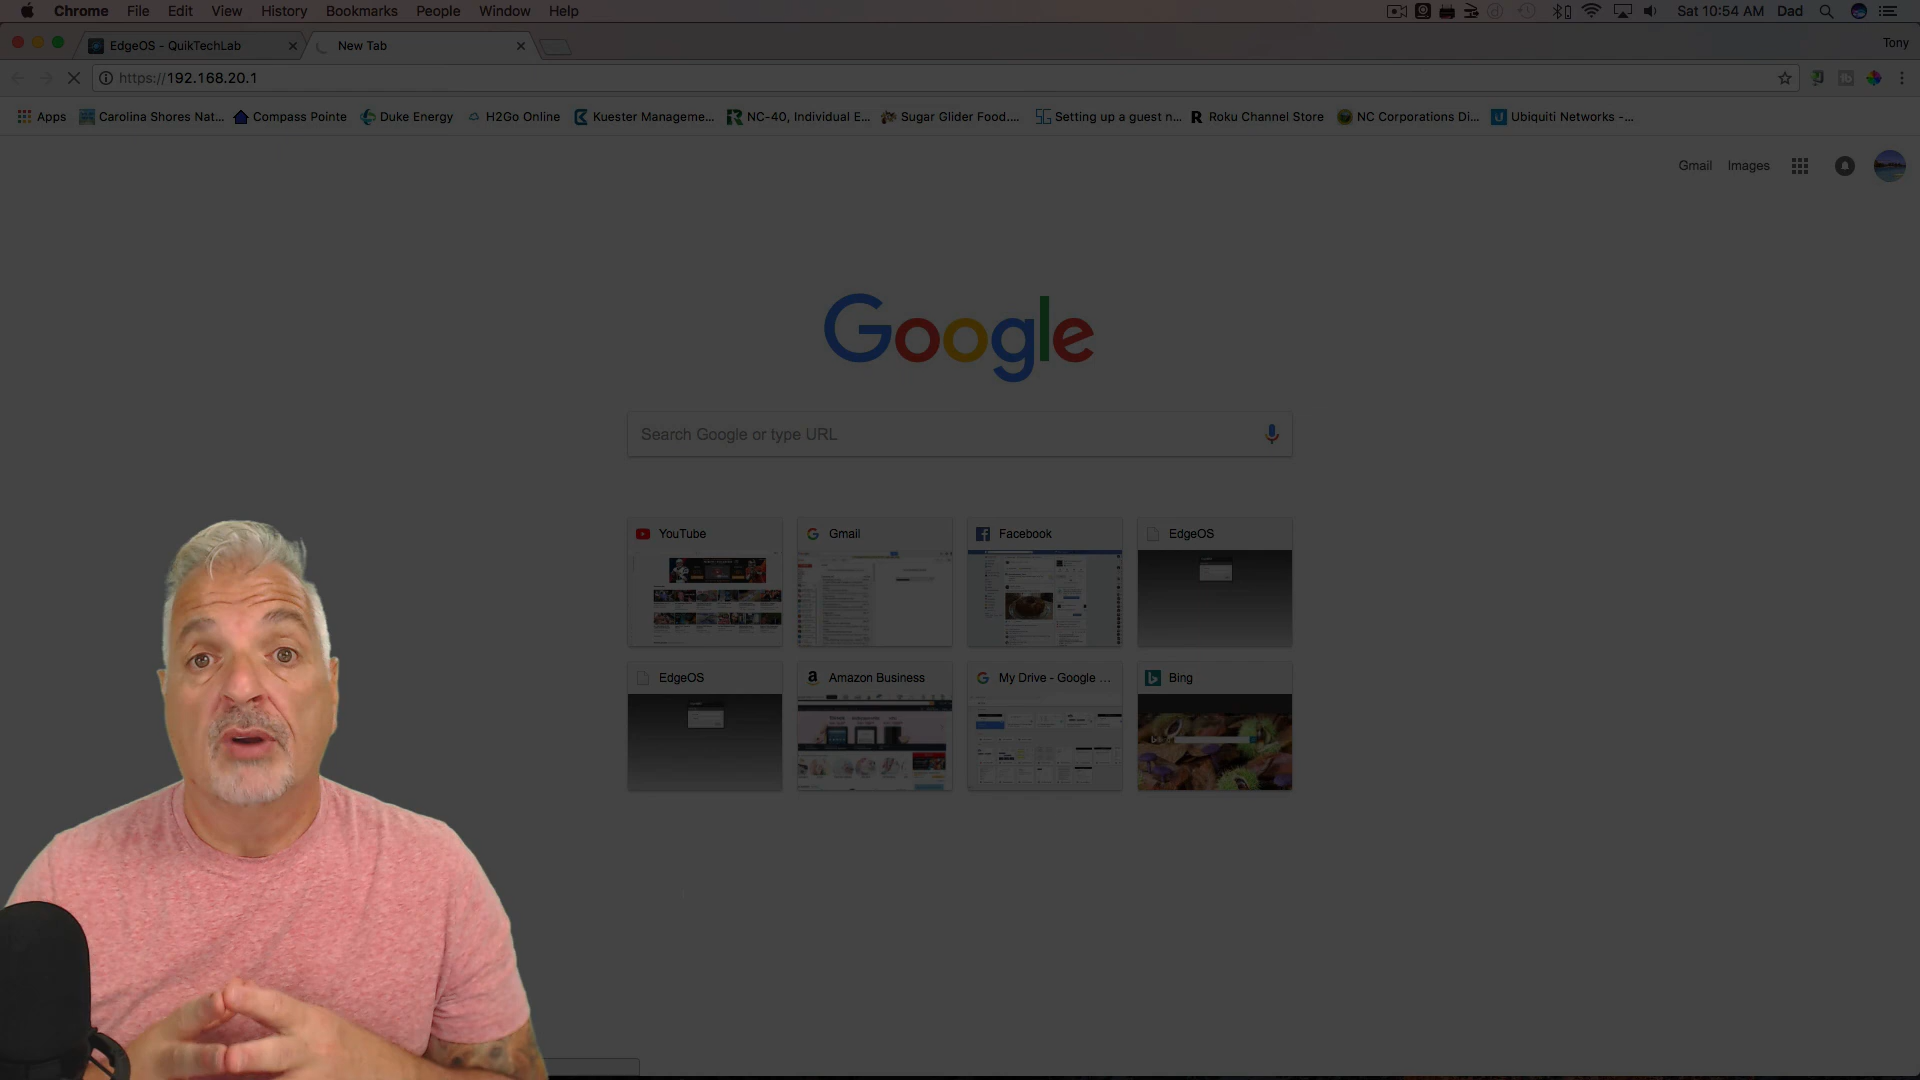 Chrome File Edit View History Bookmarks People Window Help
Sat 10:54 AM Dad
EdgeOS - QuikTechLab
New Tab
Tony
https://192.168.20.1
Apps Carolina Shores Nat... Compass Pointe Duke Energy H2Go Online Kuester Manageme... NC-40, Individual E... Sugar Glider Food.... Setting up a guest n... Roku Channel Store NC Corporations Di... Ubiquiti Networks -...
Gmail Images
Google
Search Google or type URL
YouTube Gmail Facebook EdgeOS
EdgeOS Amazon Business My Drive - Google ... Bing